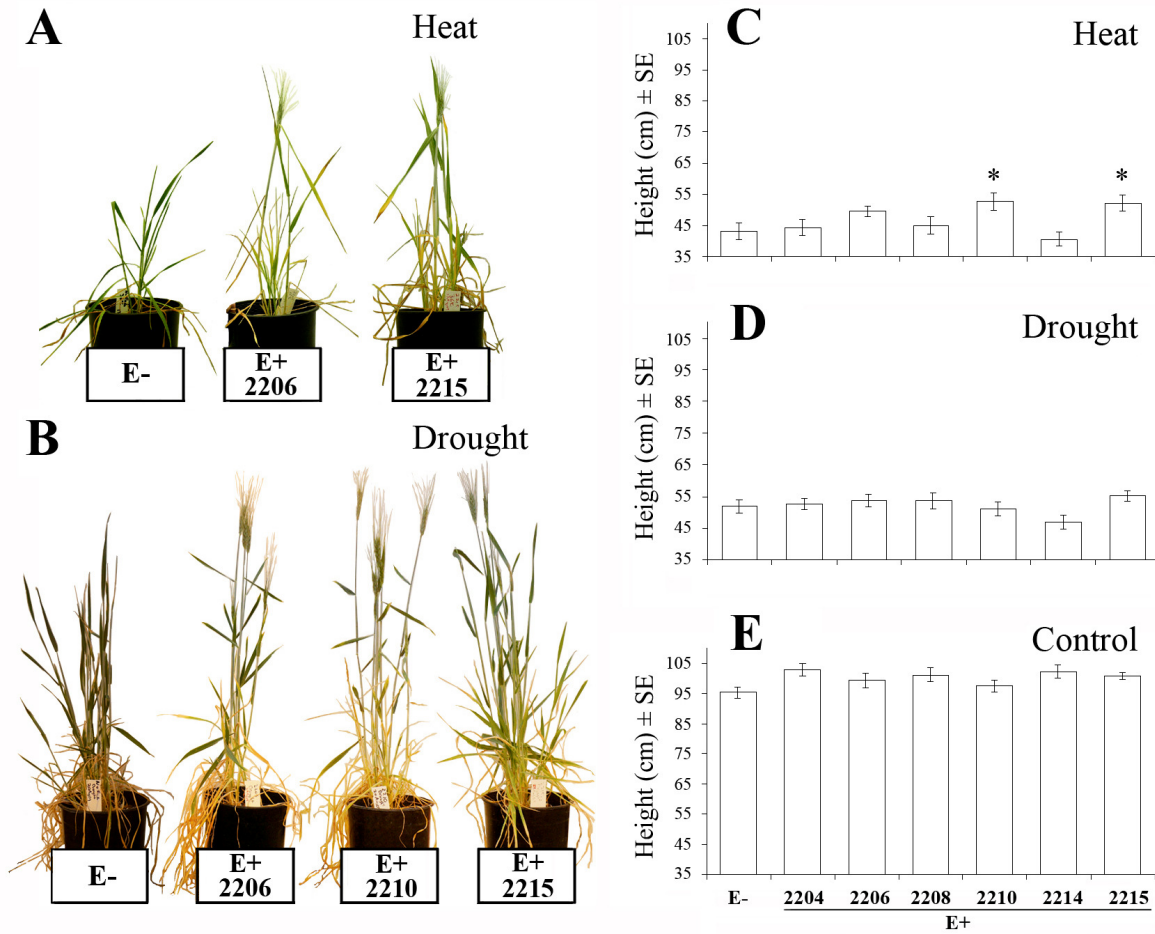 A
Heat
E-
E+
2206
E+
2215
B
Drought
E-
E+
2206
E+
2210
E+
2215
C
Heat
Height (cm) ± SE
105
95
85
75
65
55
45
35
*
*
D
Drought
Height (cm) ± SE
105
95
85
75
65
55
45
35
E
Control
Height (cm) ± SE
105
95
85
75
65
55
45
35
E- 2204 2206 2208 2210 2214 2215
E+